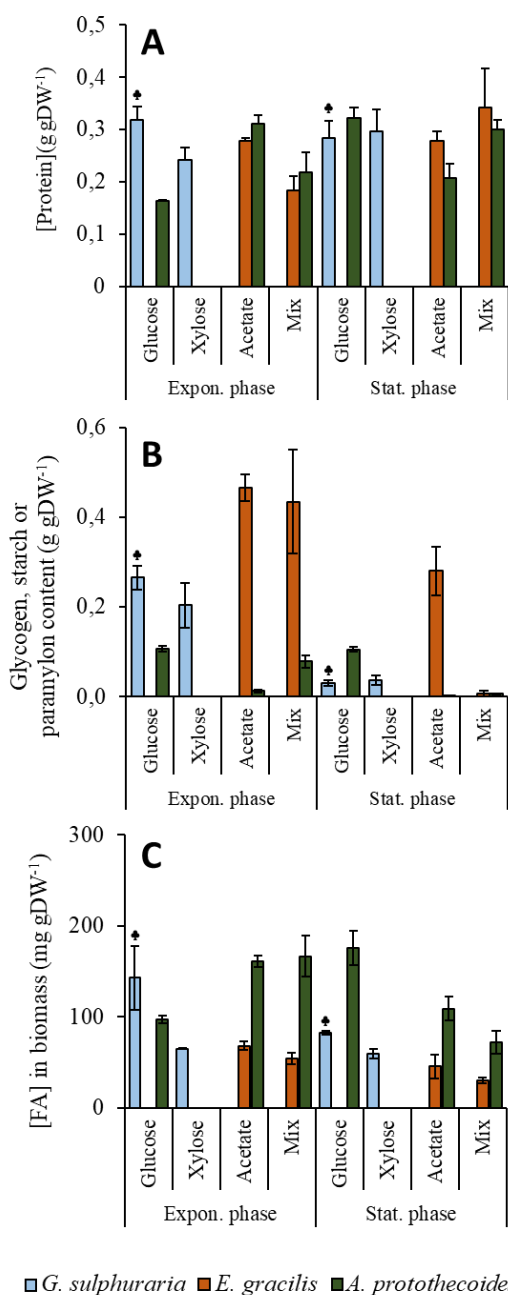 A
[Protein](g gDW⁻¹)
0,5
0,4
0,3
0,2
0,1
0
♣
♣
Glucose
Xylose
Acetate
Mix
Glucose
Xylose
Acetate
Mix
Expon. phase
Stat. phase
B
Glycogen, starch or
paramylon content (g gDW⁻¹)
0,6
0,4
0,2
0,0
♣
♣
Glucose
Xylose
Acetate
Mix
Glucose
Xylose
Acetate
Mix
Expon. phase
Stat. phase
C
[FA] in biomass (mg gDW⁻¹)
300
200
100
0
♣
♣
Glucose
Xylose
Acetate
Mix
Glucose
Xylose
Acetate
Mix
Expon. phase
Stat. phase
G. sulphuraria E. gracilis A. protothecoide